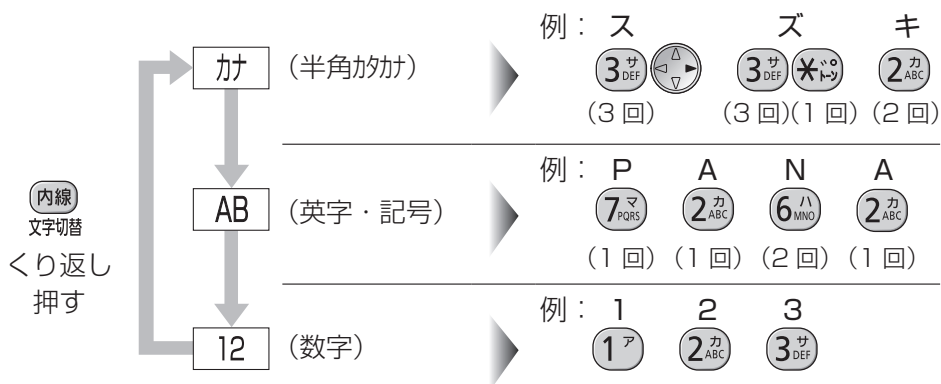 例： ス ズ キ
カナ （半角カタカナ） 3サDEF 3サDEF ＊゛゜トーン 2カABC
（3 回） （3 回）（1 回） （2 回）
例： P A N A
内線 AB （英字・記号） 7マPQRS 2カABC 6ハMNO 2カABC
文字切替
くり返し
押す
（1 回） （1 回） （2 回） （1 回）
例： 1 2 3
12 （数字） 1ア 2カABC 3サDEF